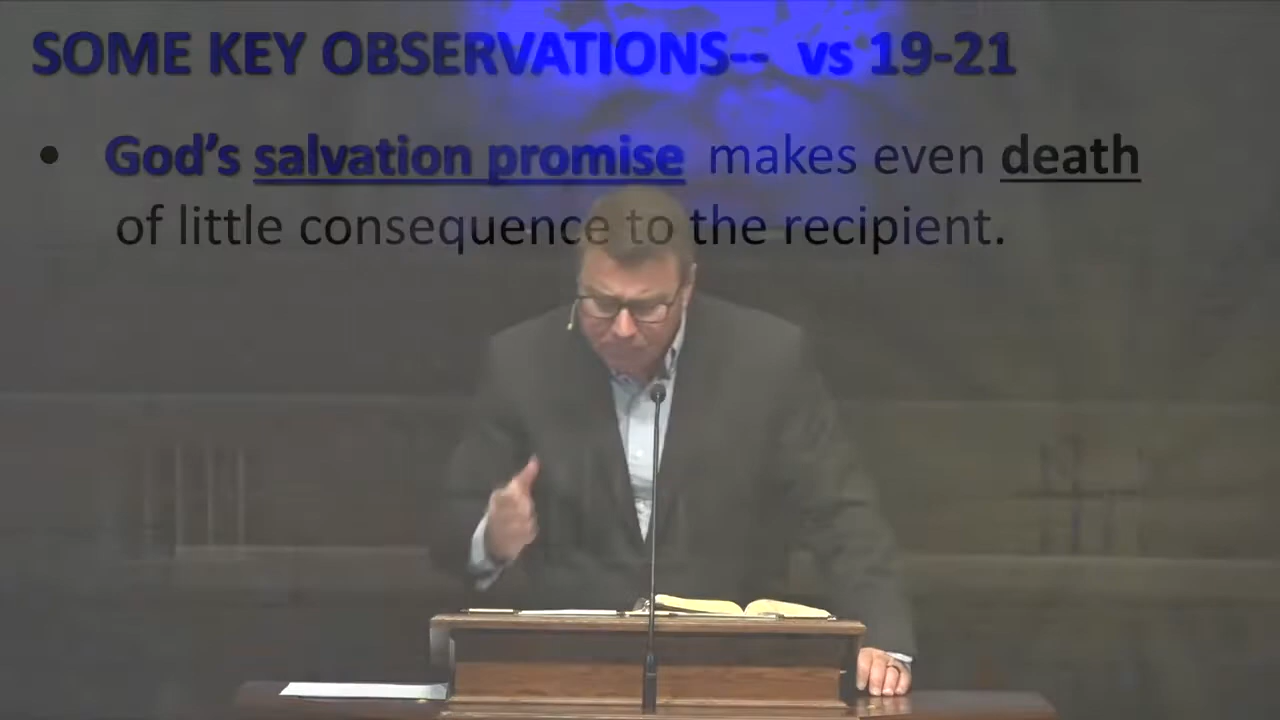 SOME KEY OBSERVATIONS-- vs 19-21
• God’s salvation promise makes even death
of little consequence to the recipient.